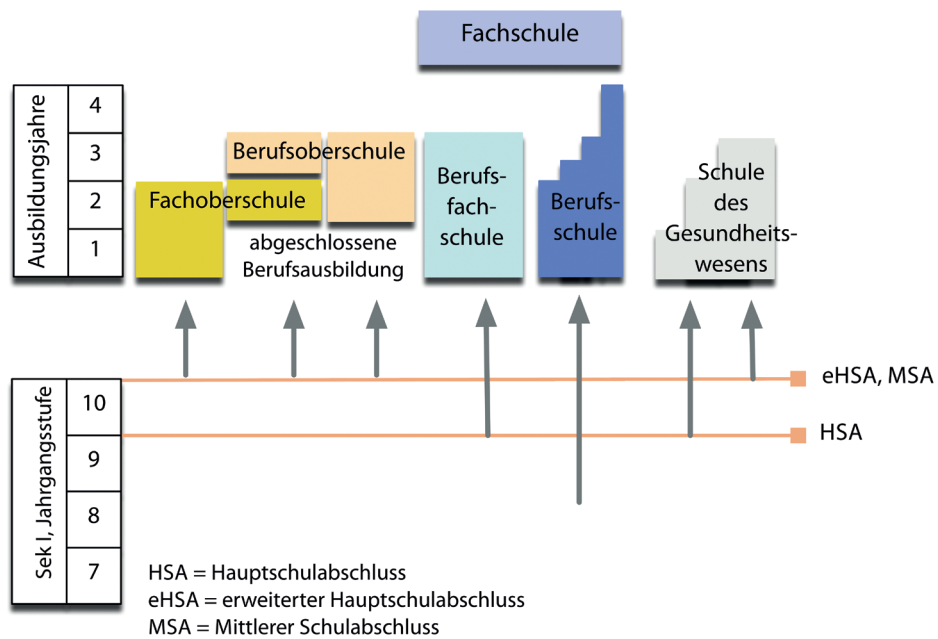 Fachschule
Ausbildungsjahre
4
3
2
1
Berufsoberschule
Fachoberschule
abgeschlossene
Berufsausbildung
Berufs-
fach-
schule
Berufs-
schule
Schule
des
Gesundheits-
wesens
Sek I, Jahrgangsstufe
10
9
8
7
eHSA, MSA
HSA
HSA = Hauptschulabschluss
eHSA = erweiterter Hauptschulabschluss
MSA = Mittlerer Schulabschluss